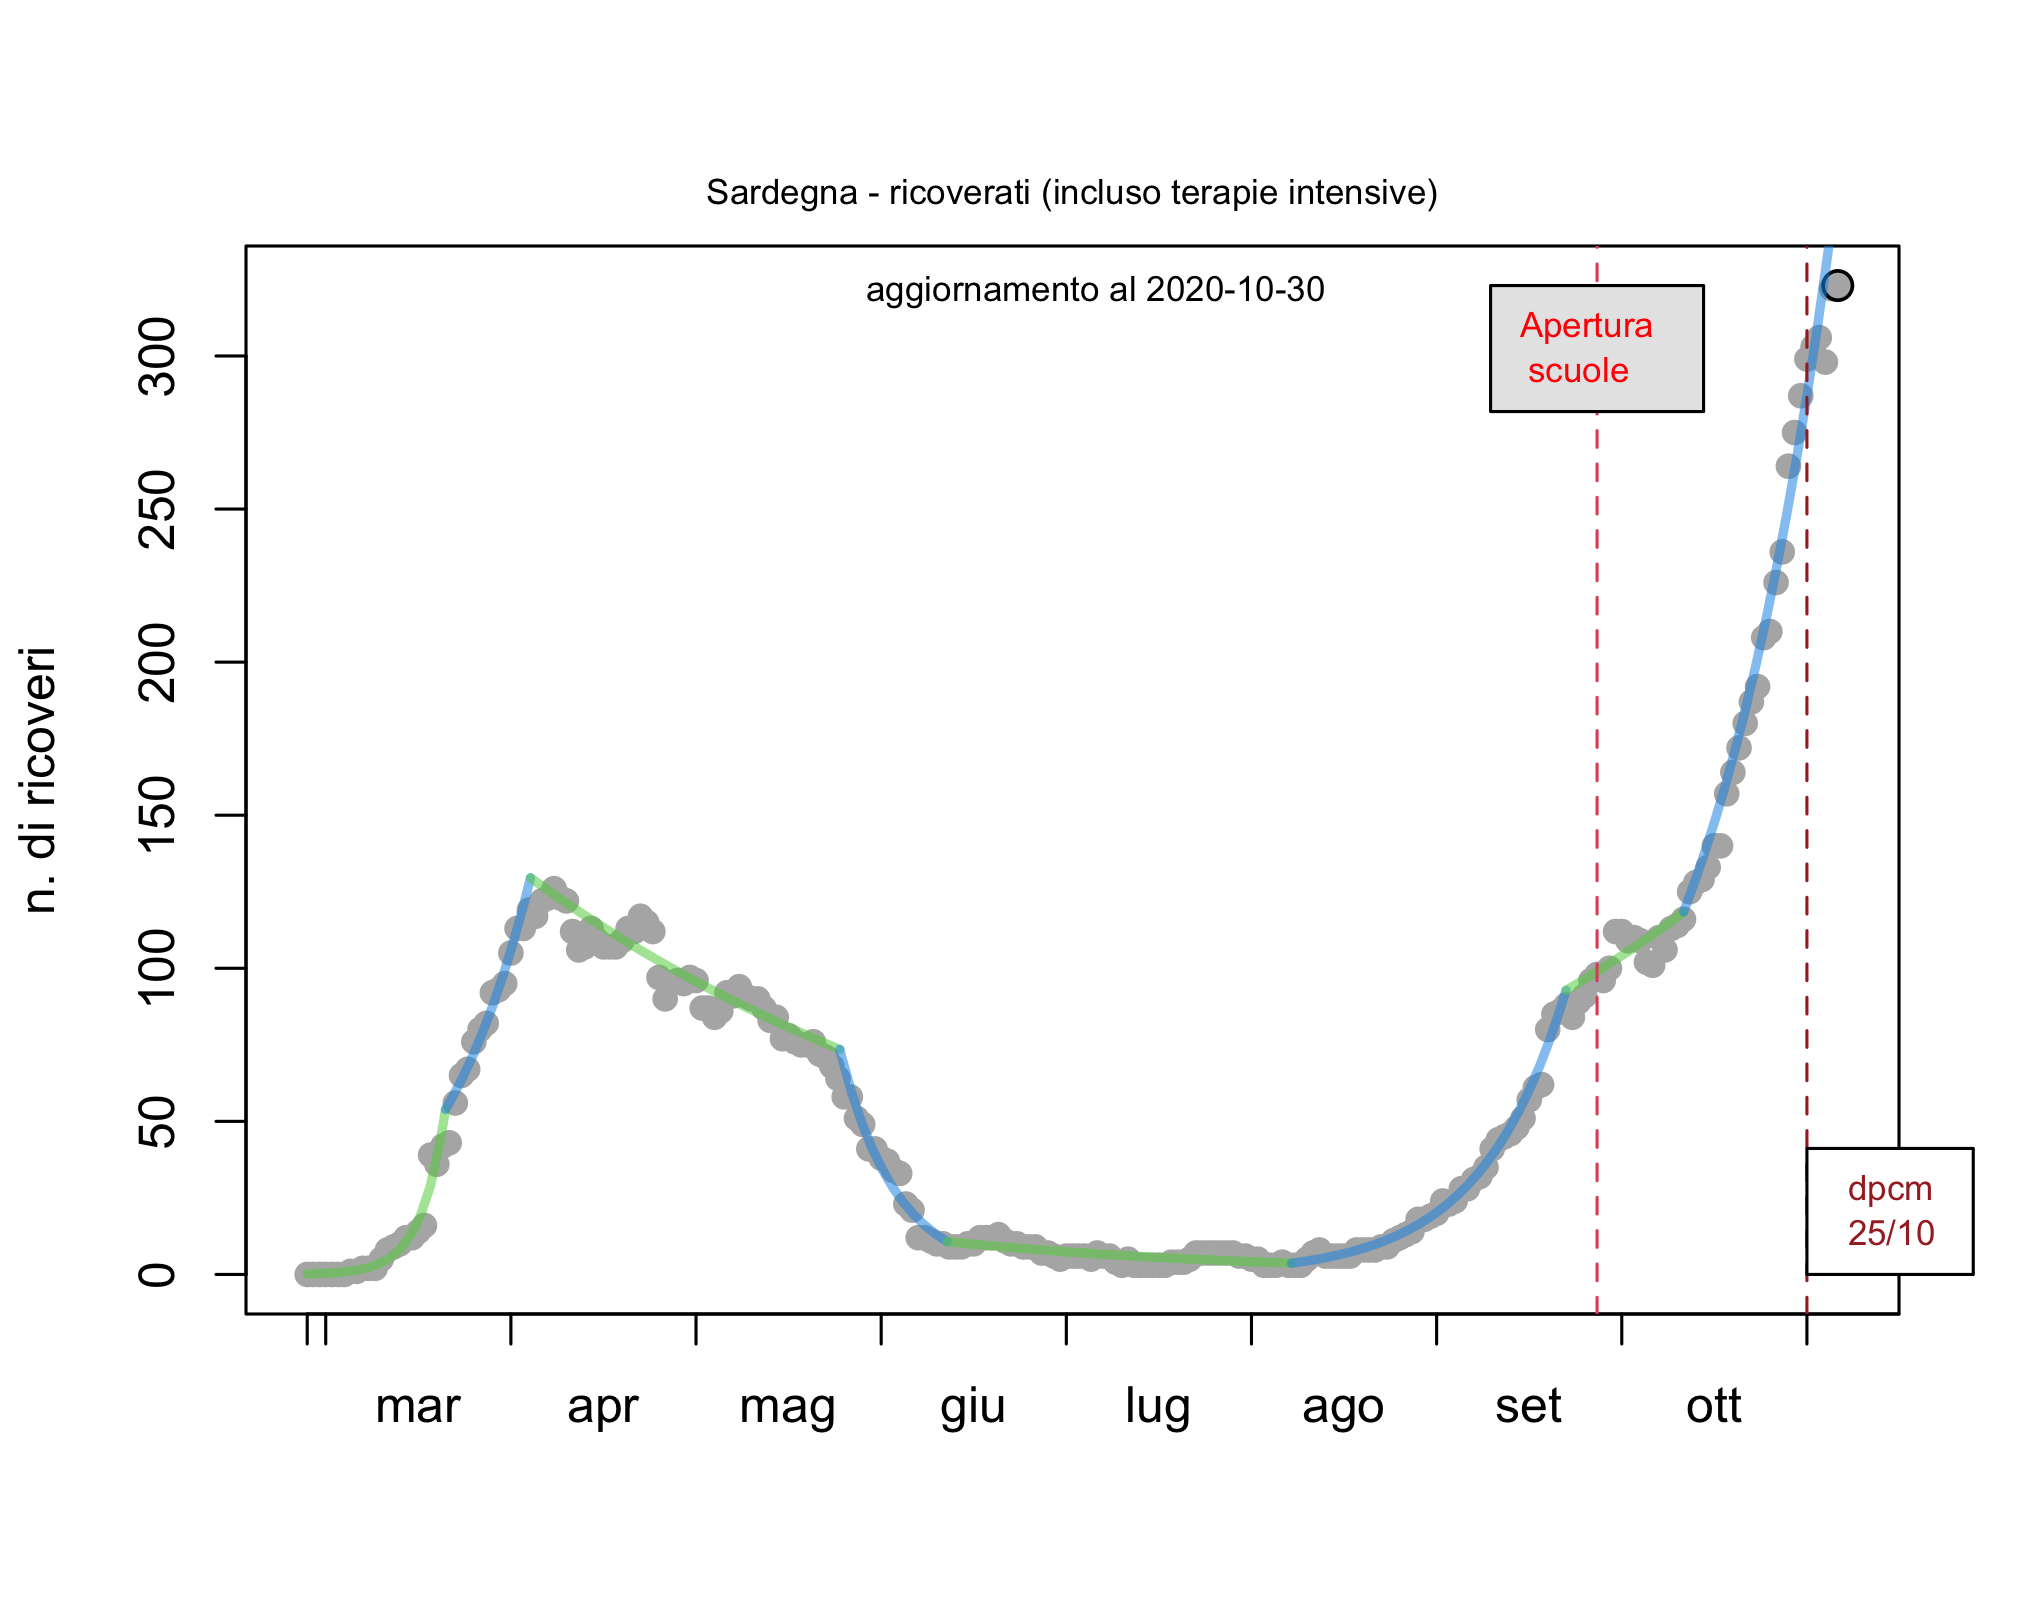 Sardegna - ricoverati (incluso terapie intensive)
aggiornamento al 2020-10-30
Apertura
scuole
n. di ricoveri
300
250
200
150
100
50
0
dpcm
25/10
mar apr mag giu lug ago set ott